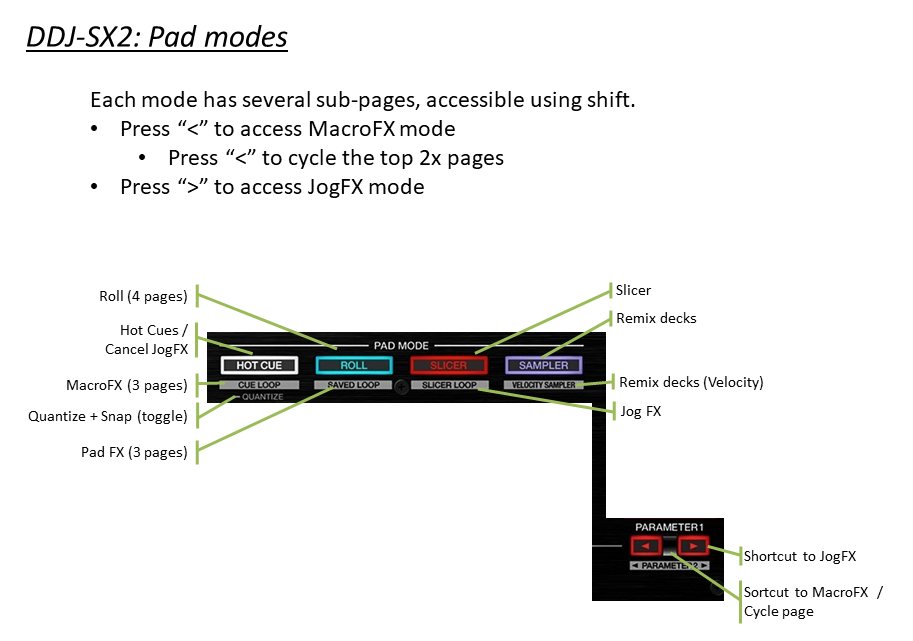 DDJ-SX2: Pad modes
Each mode has several sub-pages, accessible using shift.
• Press “<” to access MacroFX mode
• Press “<” to cycle the top 2x pages
• Press “>” to access JogFX mode
Roll (4 pages)
Hot Cues /
Cancel JogFX
MacroFX (3 pages)
Quantize + Snap (toggle)
Pad FX (3 pages)
Slicer
Remix decks
Remix decks (Velocity)
Jog FX
PAD MODE
HOT CUE ROLL SLICER SAMPLER
CUE LOOP SAVED LOOP SLICER LOOP VELOCITY SAMPLER
QUANTIZE
PARAMETER1
◄ PARAMETER2 ►
Shortcut to JogFX
Sortcut to MacroFX /
Cycle page